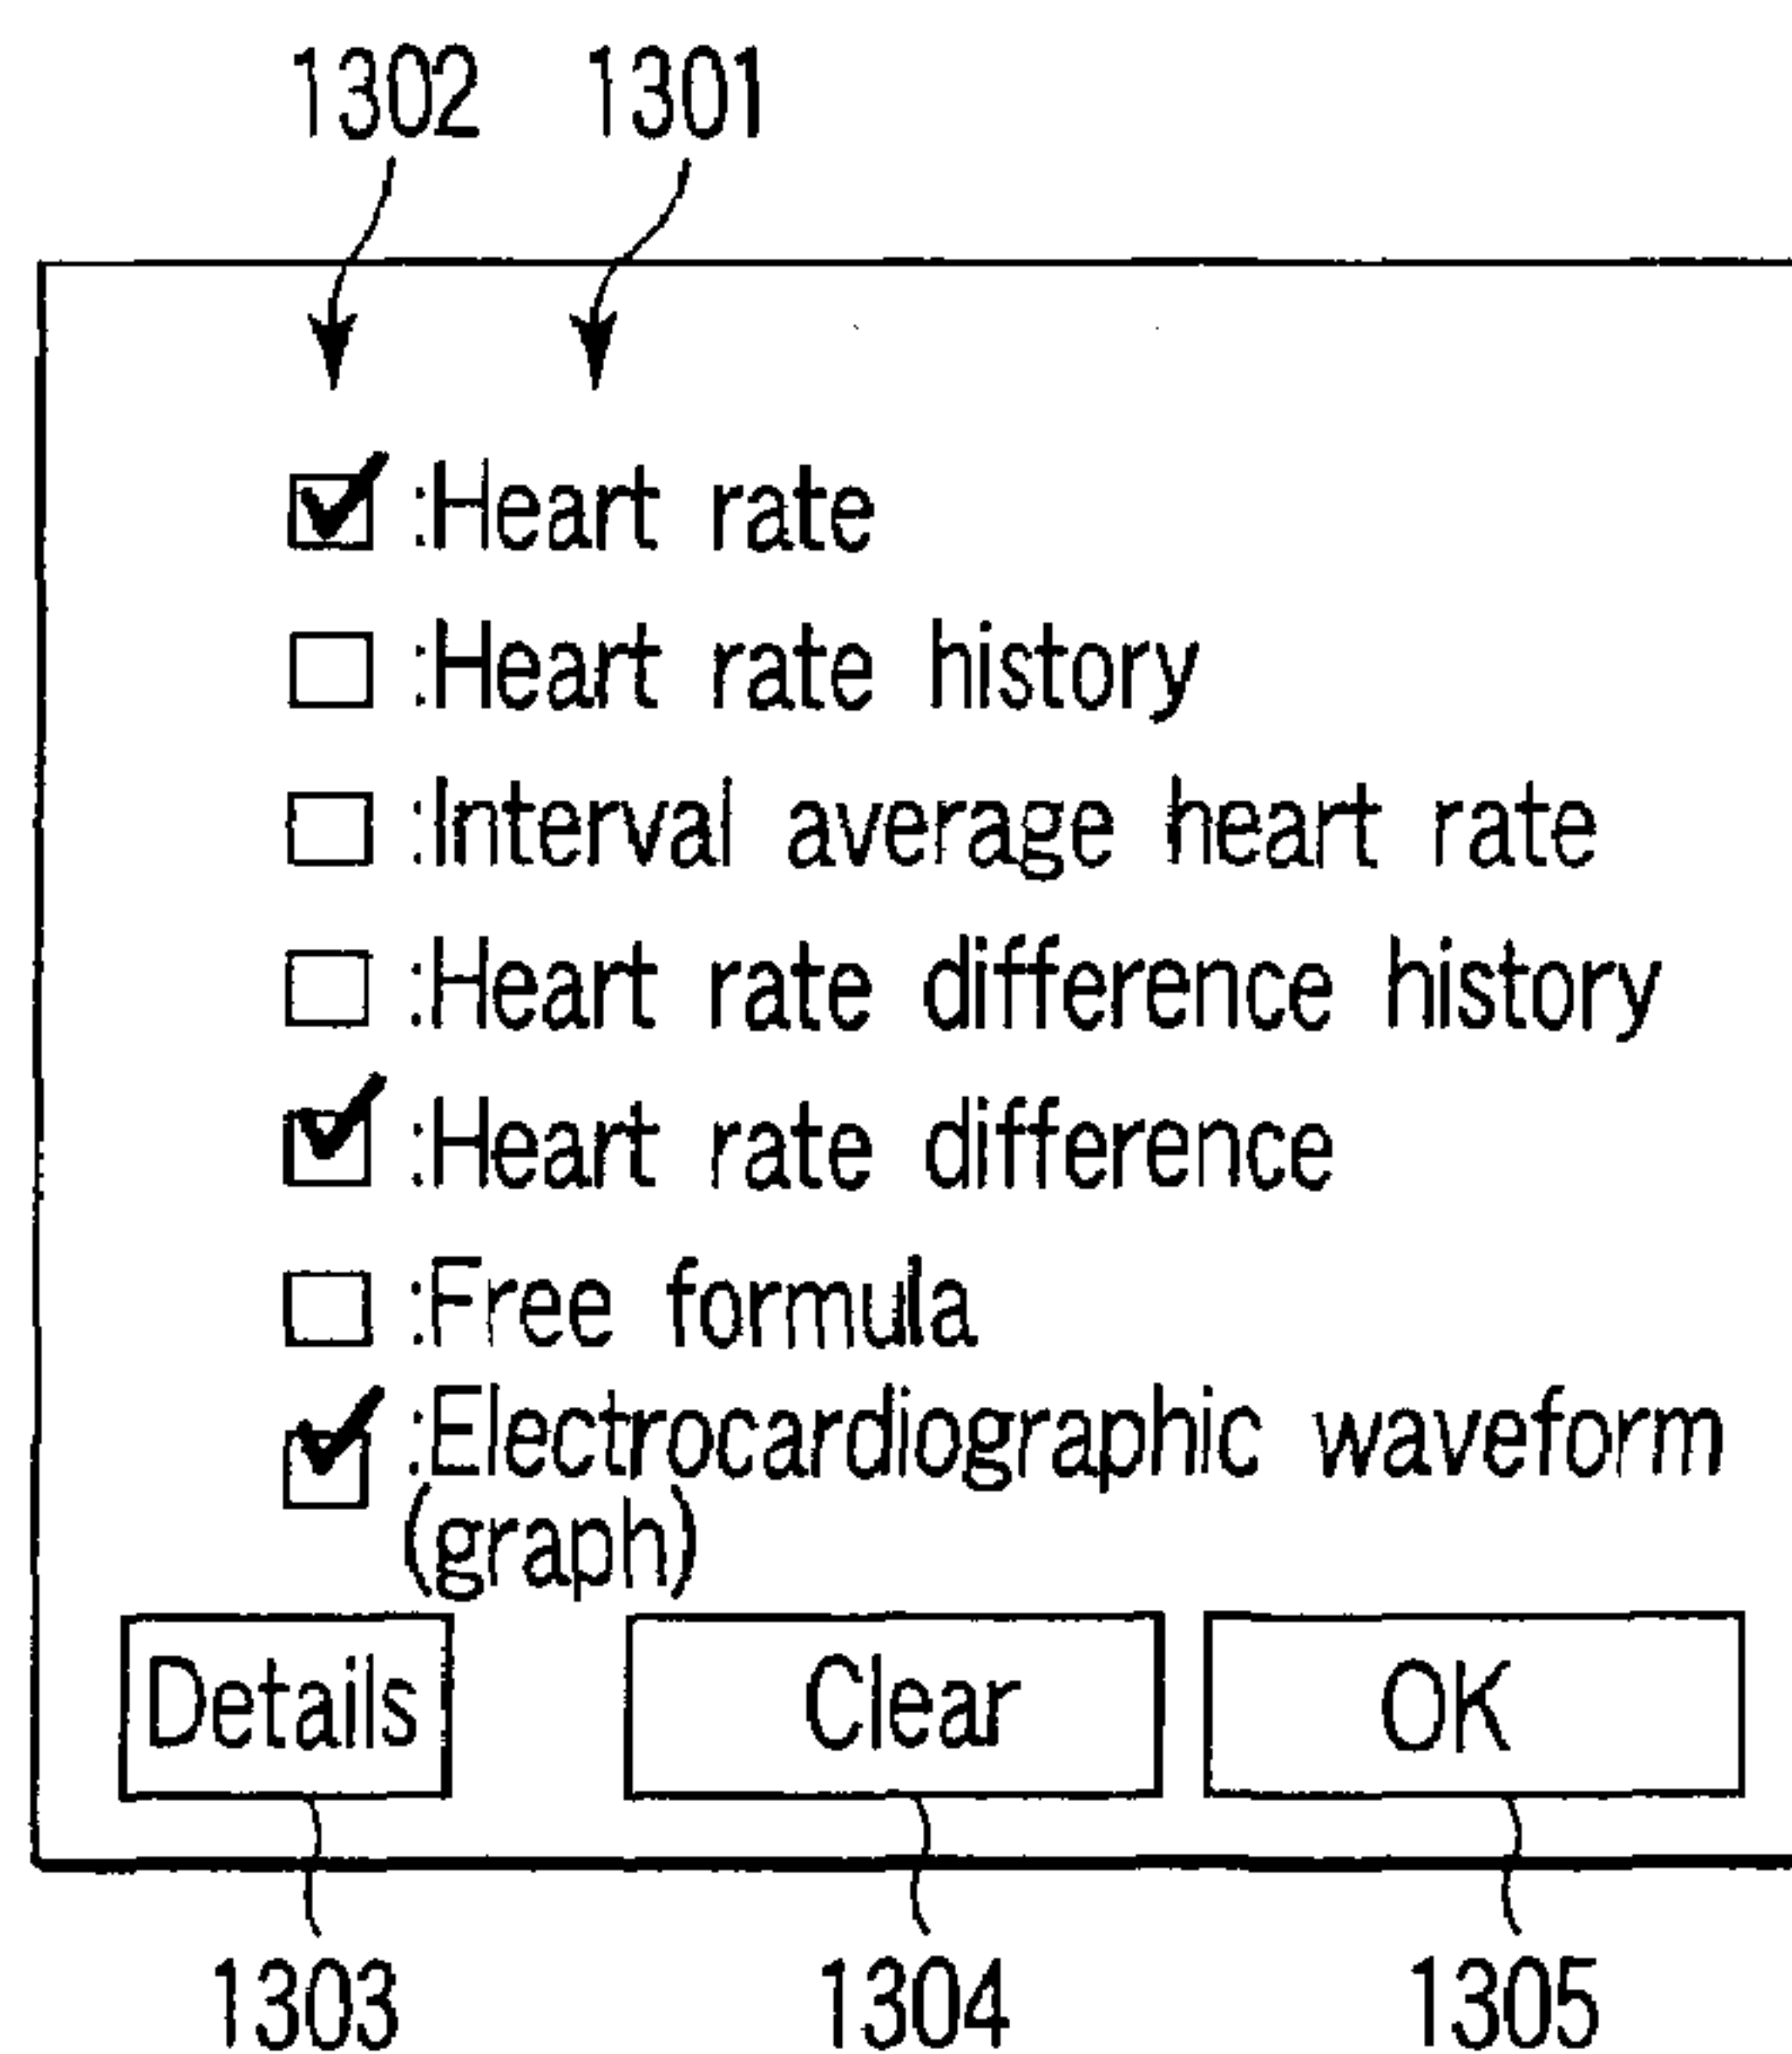 1302 1301
:Heart rate
:Heart rate history
:Interval average heart rate
:Heart rate difference history
:Heart rate difference
:Free formula
:Electrocardiographic waveform
(graph)
Details Clear OK
1303 1304 1305